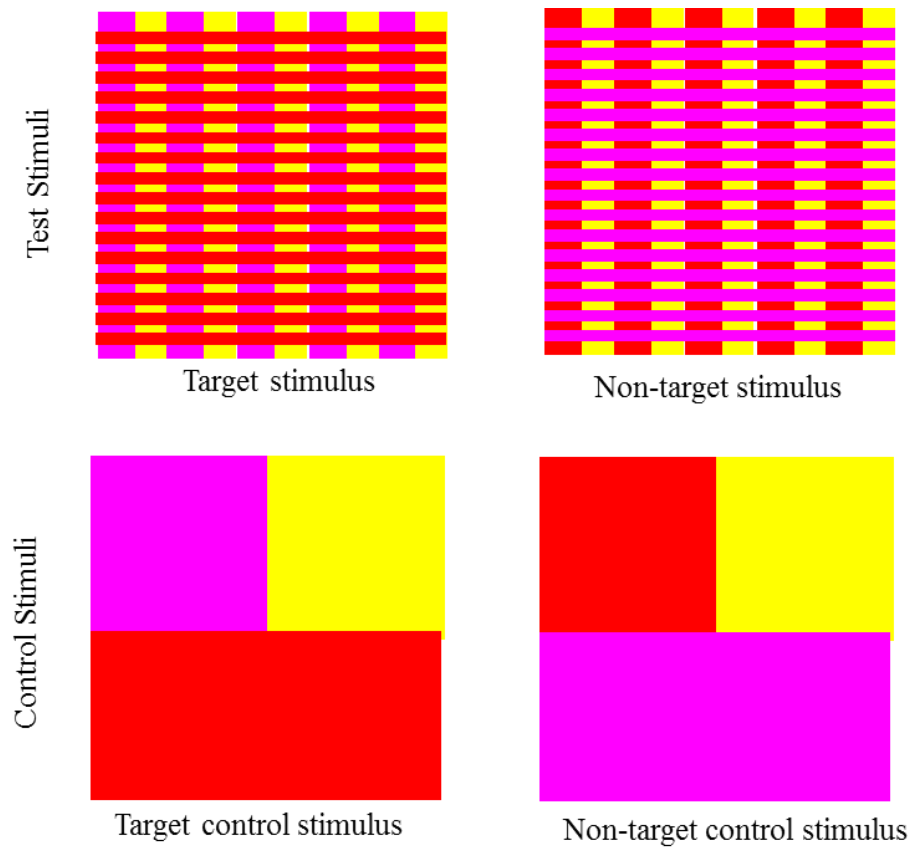 Test Stimuli
Target stimulus
Non-target stimulus
Control Stimuli
Target control stimulus
Non-target control stimulus